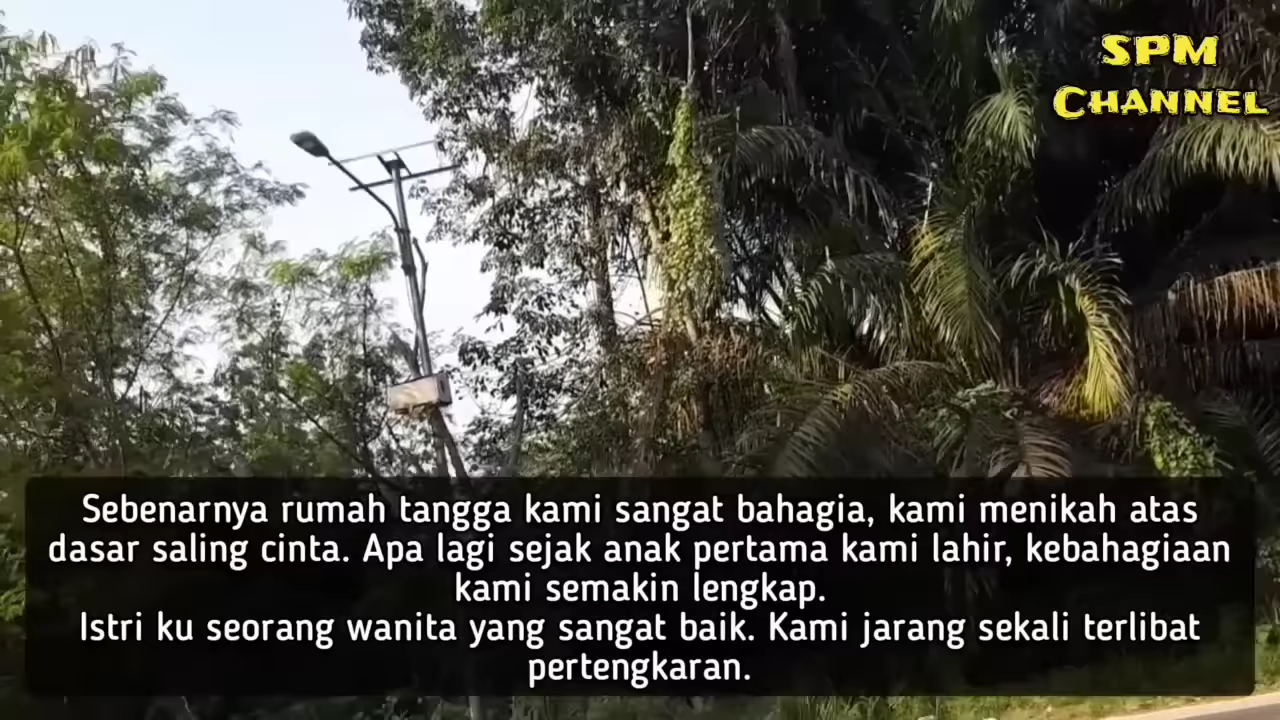 SPM
CHANNEL
Sebenarnya rumah tangga kami sangat bahagia, kami menikah atas
dasar saling cinta. Apa lagi sejak anak pertama kami lahir, kebahagiaan
kami semakin lengkap.
Istri ku seorang wanita yang sangat baik. Kami jarang sekali terlibat
pertengkaran.